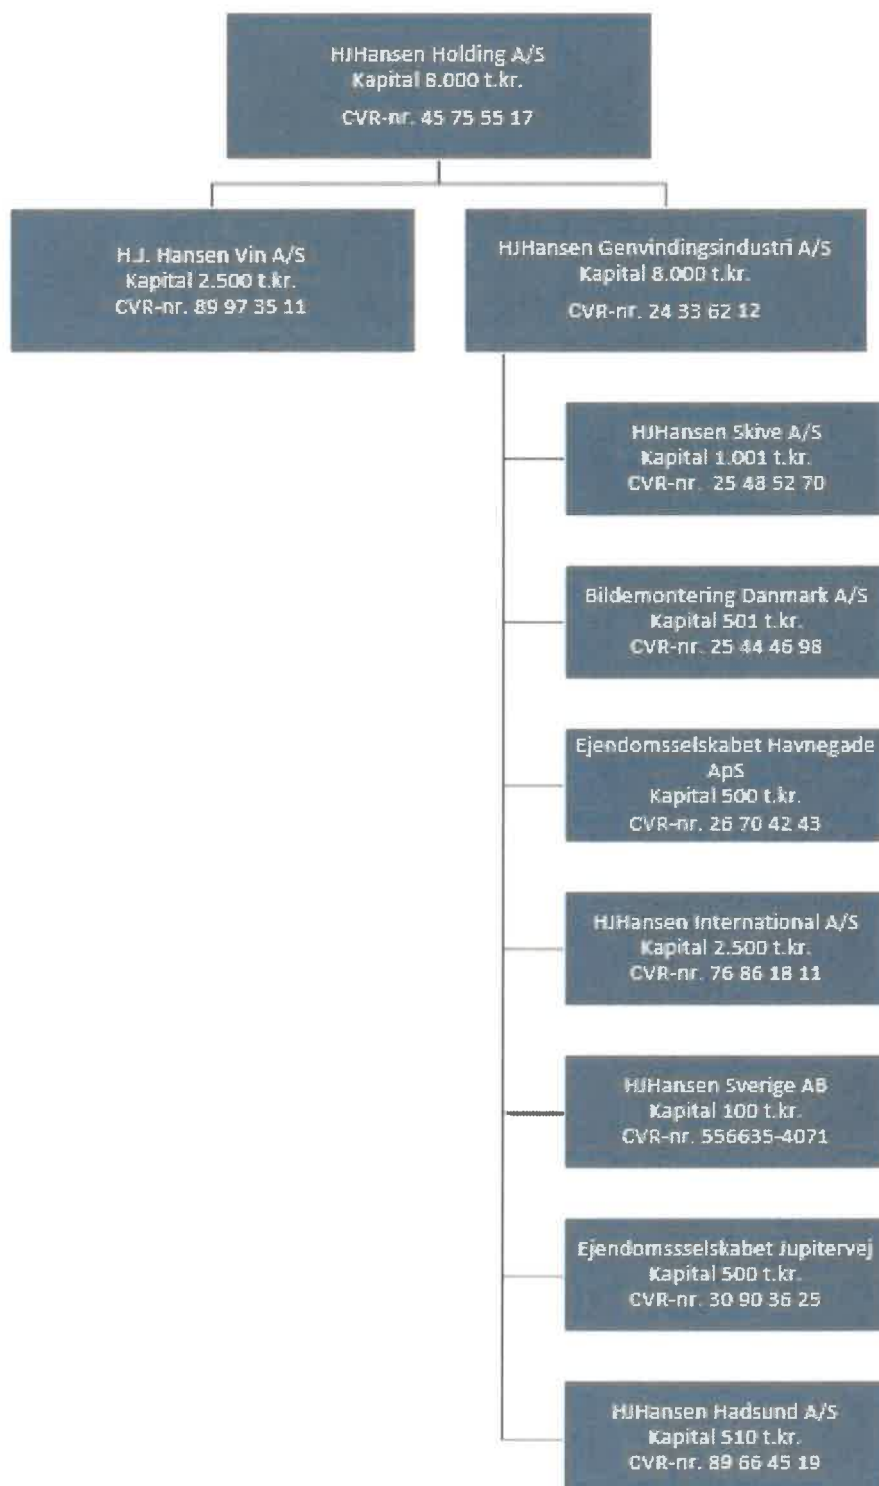 HJHansen Holding A/S
Kapital 8.000 t.kr.
CVR-nr. 45 75 55 17
H.J. Hansen Vin A/S
Kapital 2.500 t.kr.
CVR-nr. 89 97 35 11
HJHansen Genvindingsindustri A/S
Kapital 8.000 t.kr.
CVR-nr. 24 33 62 12
HJHansen Skive A/S
Kapital 1.001 t.kr.
CVR-nr. 25 48 52 70
Bildemontering Danmark A/S
Kapital 501 t.kr.
CVR-nr. 25 44 46 98
Ejendomsselskabet Havnegade
ApS
Kapital 500 t.kr.
CVR-nr. 26 70 42 43
HJHansen International A/S
Kapital 2.500 t.kr.
CVR-nr. 76 86 18 11
HJHansen Sverige AB
Kapital 100 t.kr.
CVR-nr. 556635-4071
Ejendomssselskabet Jupitervej
Kapital 500 t.kr.
CVR-nr. 30 90 36 25
HJHansen Hadsund A/S
Kapital 510 t.kr.
CVR-nr. 89 66 45 19